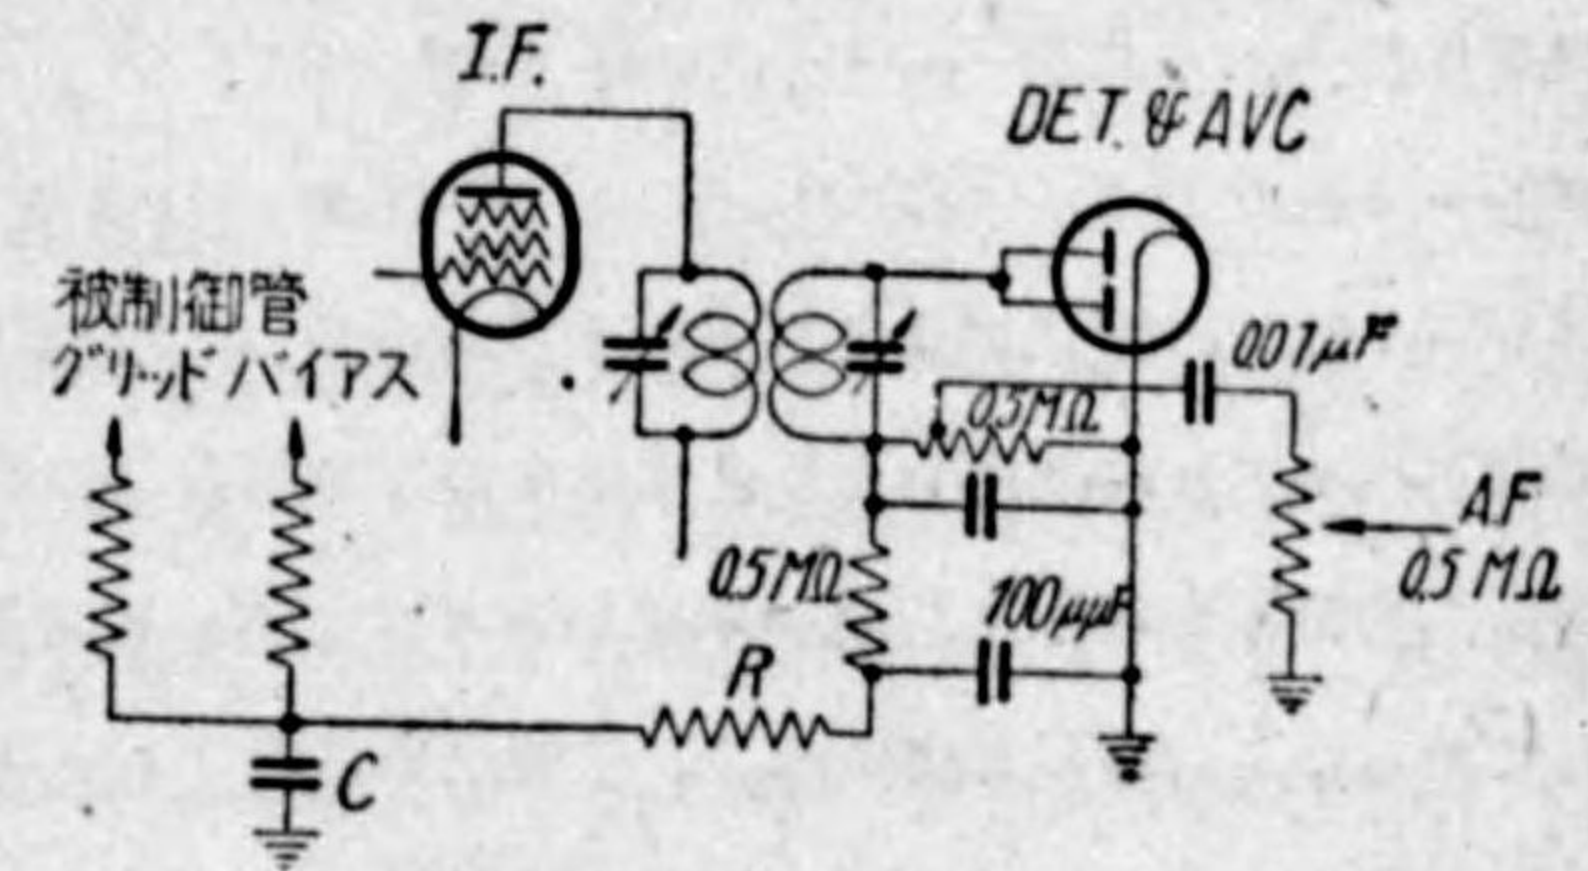 I.F.
DET. & AVC
被制御管
グリッドバイアス
0.01μF
0.5MΩ
A.F
0.5MΩ
0.5MΩ
100μμF
R
C